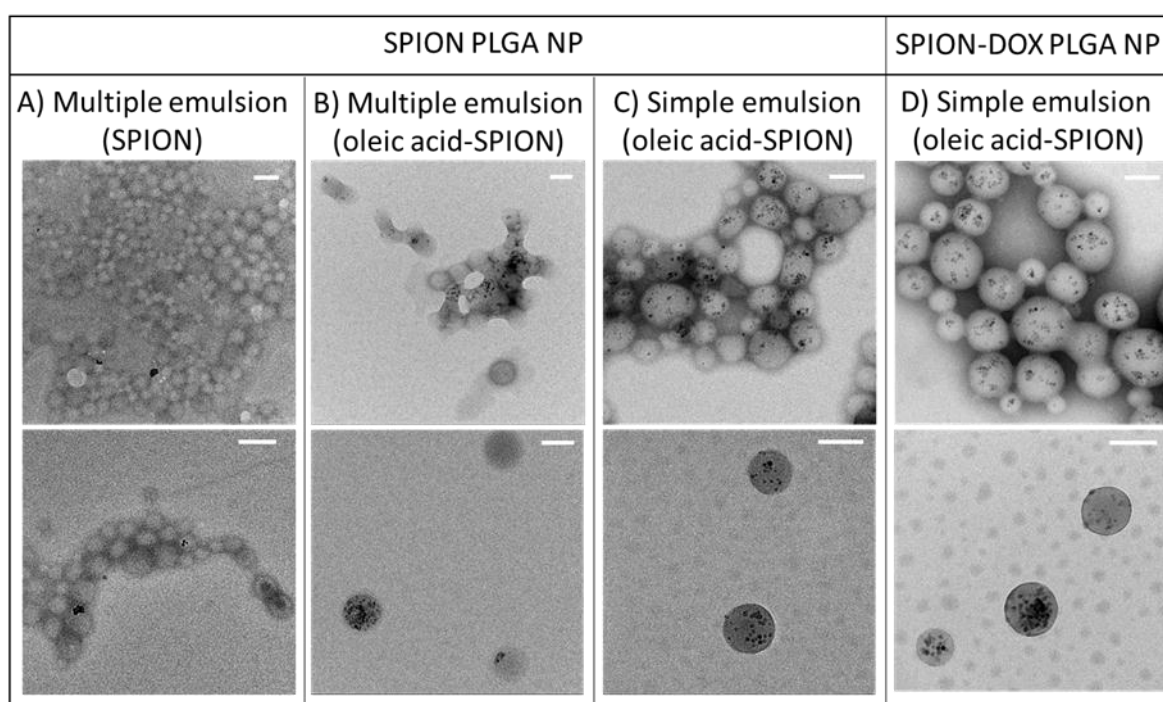 SPION PLGA NP
SPION-DOX PLGA NP
A) Multiple emulsion
(SPION)
B) Multiple emulsion
(oleic acid-SPION)
C) Simple emulsion
(oleic acid-SPION)
D) Simple emulsion
(oleic acid-SPION)